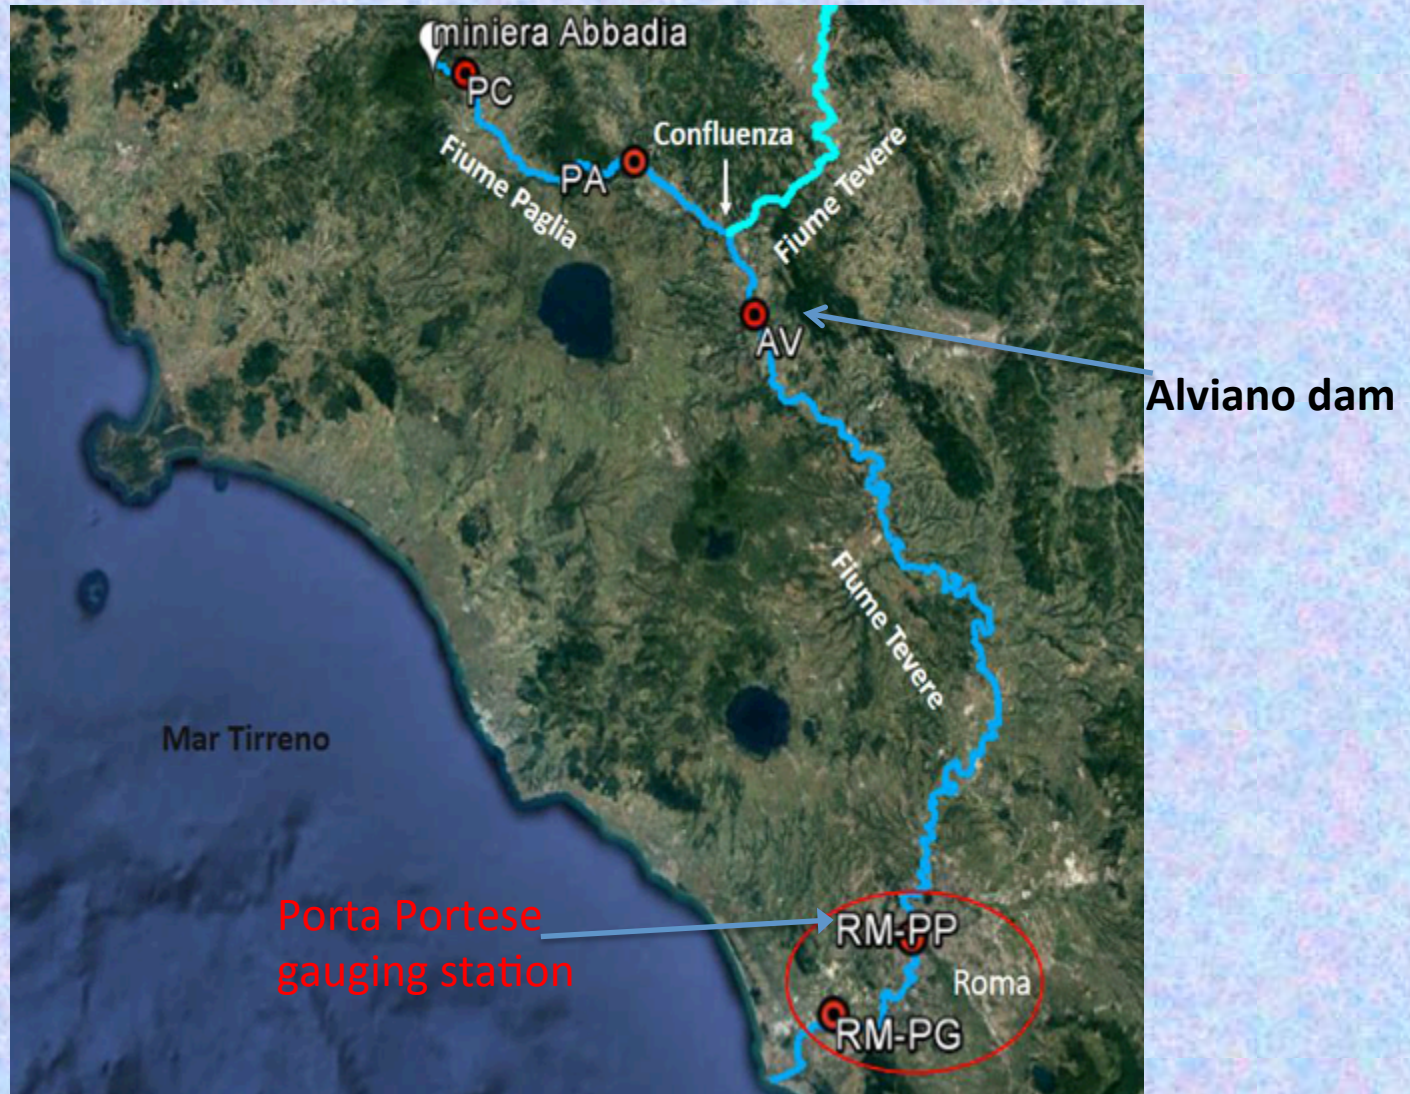 miniera Abbadia
PC
Confluenza
Fiume Paglia
PA
Fiume Tevere
AV
Alviano dam
Fiume Tevere
Mar Tirreno
Porta Portese
gauging station
RM-PP
Roma
RM-PG